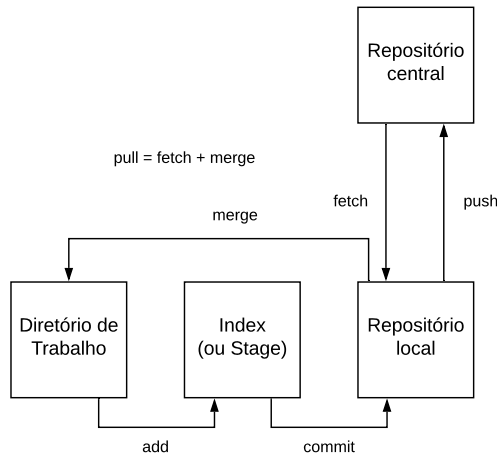 Repositório
central
pull = fetch + merge
fetch
push
merge
Diretório de
Trabalho
Index
(ou Stage)
Repositório
local
add
commit